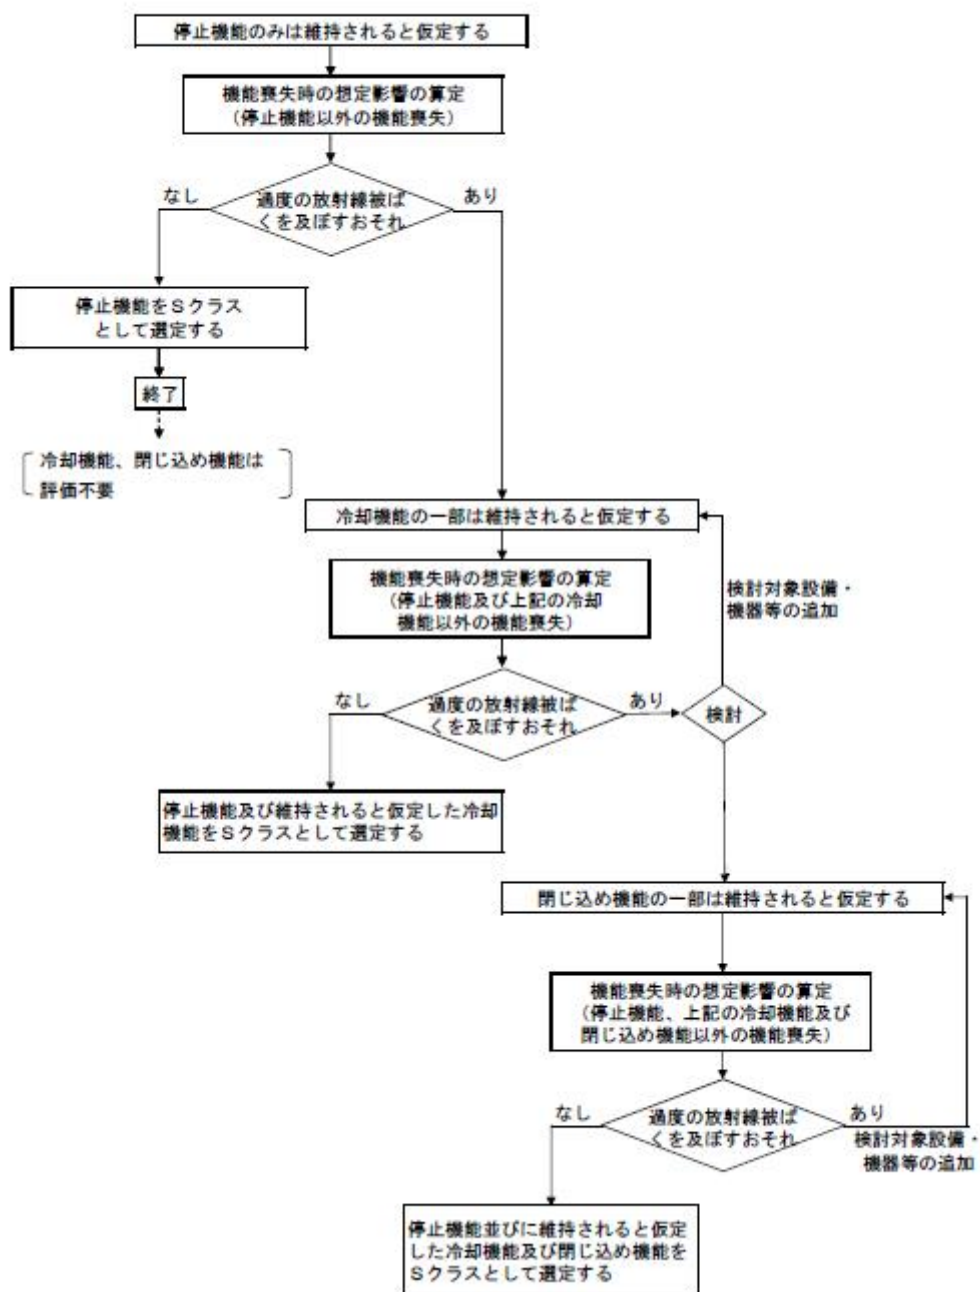 停止機能のみは維持されると仮定する
機能喪失時の想定影響の算定
（停止機能以外の機能喪失）
過度の放射線被ば
くを及ぼすおそれ
なし
あり
停止機能をＳクラス
として選定する
終了
冷却機能、閉じ込め機能は
評価不要
冷却機能の一部は維持されると仮定する
機能喪失時の想定影響の算定
（停止機能及び上記の冷却
機能以外の機能喪失）
検討対象設備・
機器等の追加
過度の放射線被ば
くを及ぼすおそれ
なし
あり
検討
停止機能及び維持されると仮定した冷却
機能をＳクラスとして選定する
閉じ込め機能の一部は維持されると仮定する
機能喪失時の想定影響の算定
（停止機能、上記の冷却機能及び
閉じ込め機能以外の機能喪失）
過度の放射線被ば
くを及ぼすおそれ
なし
あり
検討対象設備・
機器等の追加
停止機能並びに維持されると仮定
した冷却機能及び閉じ込め機能を
Ｓクラスとして選定する